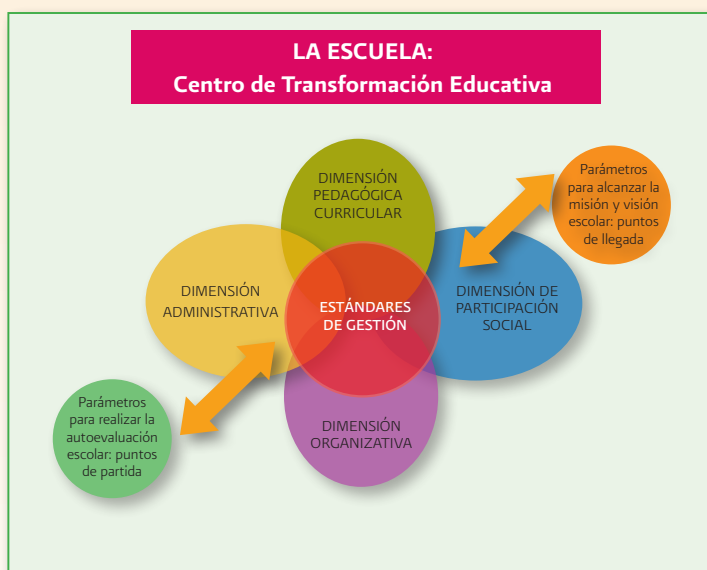 LA ESCUELA:
Centro de Transformación Educativa
DIMENSIÓN
PEDAGÓGICA
CURRICULAR
Parámetros
para alcanzar la
misión y visión
escolar: puntos
de llegada
DIMENSIÓN
ADMINISTRATIVA
ESTÁNDARES
DE GESTIÓN
DIMENSIÓN DE
PARTICIPACIÓN
SOCIAL
Parámetros
para realizar la
autoevaluación
escolar: puntos
de partida
DIMENSIÓN
ORGANIZATIVA